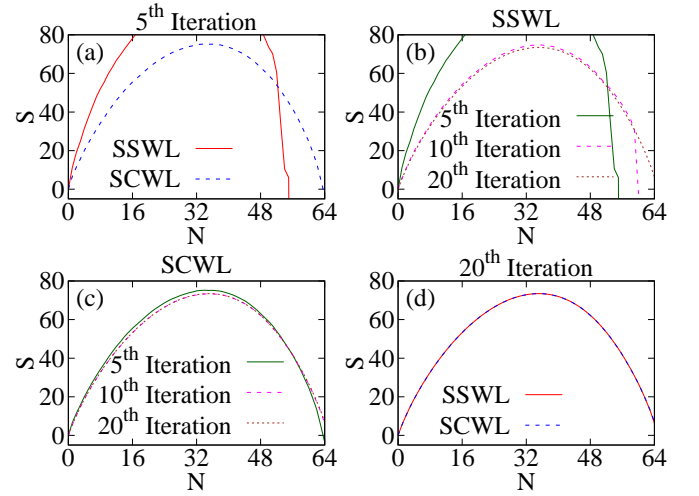 5th Iteration
(a)
S
80
60
40
20
0
SSWL
SCWL
0 16 32 48 64
N
SSWL
(b)
S
80
60
40
20
0
5th Iteration
10th Iteration
20th Iteration
0 16 32 48 64
N
SCWL
(c)
S
80
60
40
20
0
5th Iteration
10th Iteration
20th Iteration
0 16 32 48 64
N
20th Iteration
(d)
S
80
60
40
20
0
SSWL
SCWL
0 16 32 48 64
N